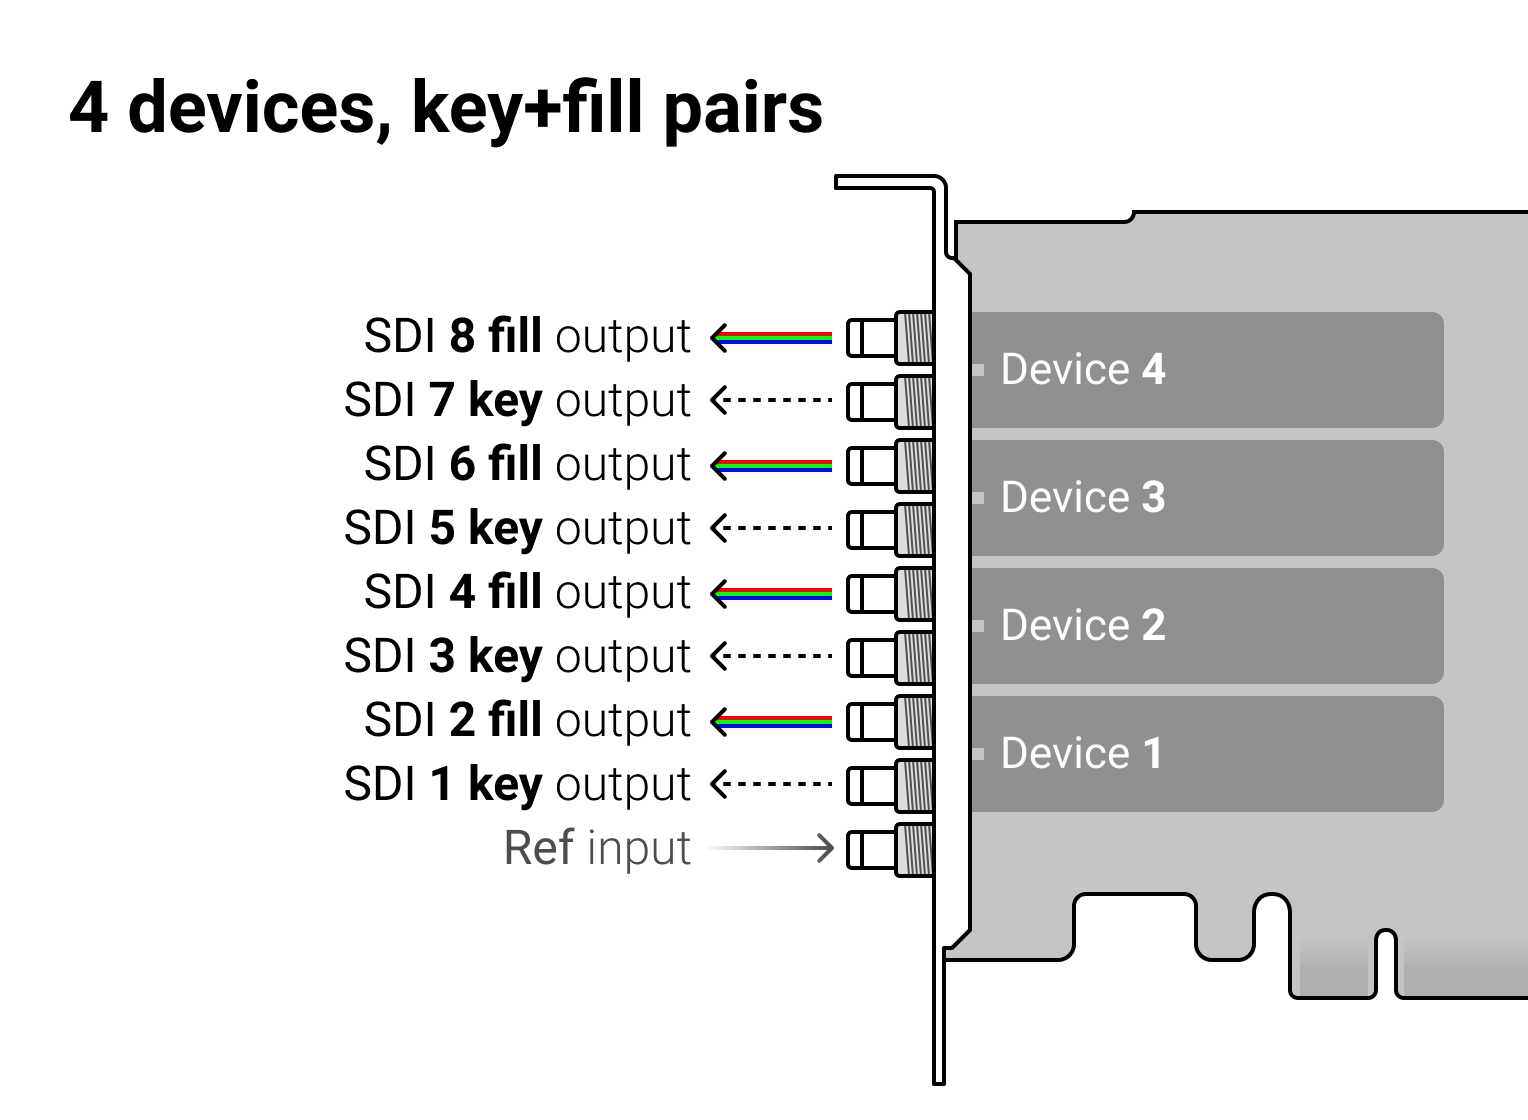 4 devices, key+fill pairs
SDI 8 fill output
Device 4
SDI 7 key output
SDI 6 fill output
Device 3
SDI 5 key output
SDI 4 fill output
Device 2
SDI 3 key output
SDI 2 fill output
Device 1
SDI 1 key output
Ref input